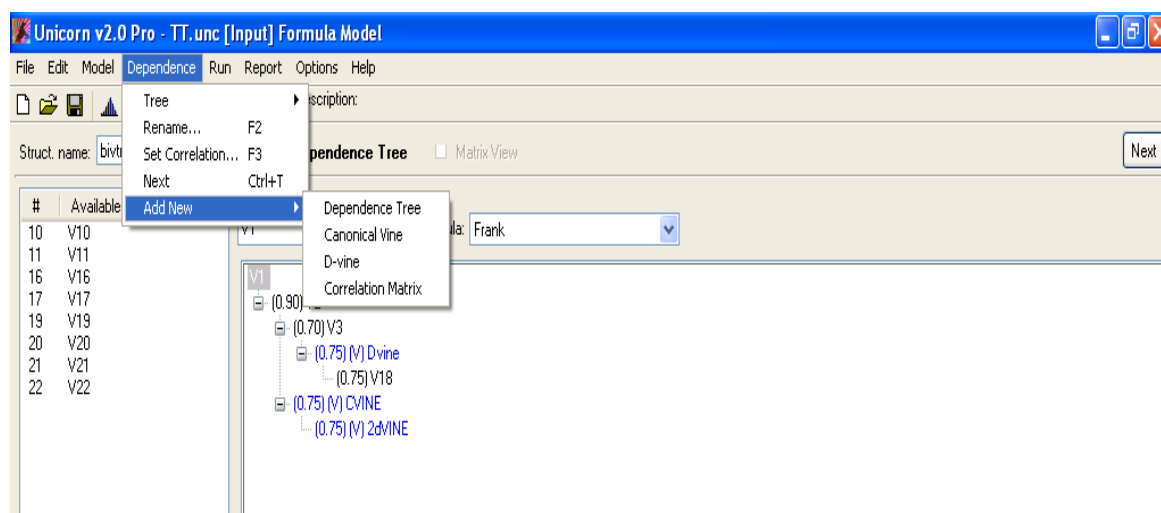 Unicorn v2.0 Pro - TT.unc [Input] Formula Model
File Edit Model Dependence Run Report Options Help
Tree
scription:
Rename... F2
Struct. name: bivt
Set Correlation... F3
pendence Tree
Matrix View
Next
Next Ctrl+T
# Available
Add New
Dependence Tree
Canonical Vine
D-vine
Correlation Matrix
V1
ula: Frank
10 V10
11 V11
16 V16
17 V17
19 V19
20 V20
21 V21
22 V22
V1
(0.90)
(0.70) V3
(0.75) (V) Dvine
(0.75) V18
(0.75) (V) CVINE
(0.75) (V) 2dVINE